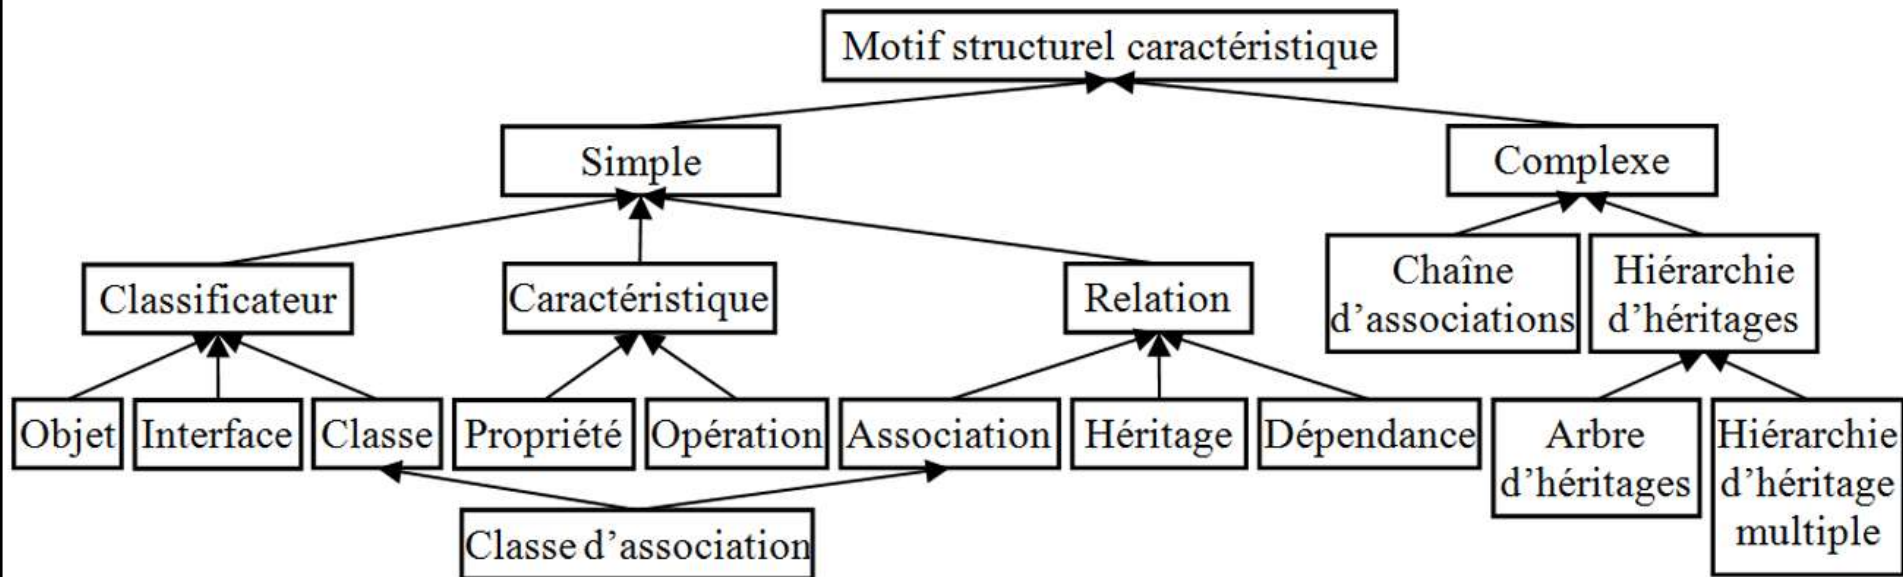 Motif structurel caractéristique
Simple
Complexe
Classificateur
Caractéristique
Relation
Chaîne
d’associations
Hiérarchie
d’héritages
Objet
Interface
Classe
Propriété
Opération
Association
Héritage
Dépendance
Arbre
d’héritages
Hiérarchie
d’héritage
multiple
Classe d’association